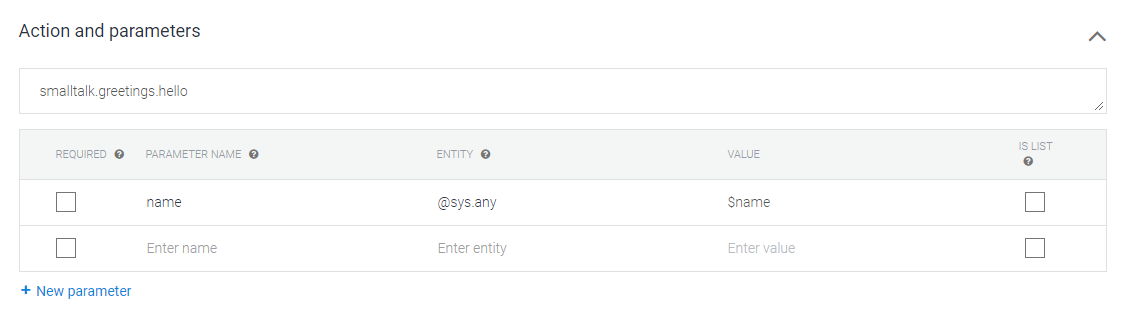 Action and parameters
smalltalk.greetings.hello
REQUIRED ? PARAMETER NAME ? ENTITY ? VALUE IS LIST ?
name @sys.any $name
Enter name Enter entity Enter value
+ New parameter